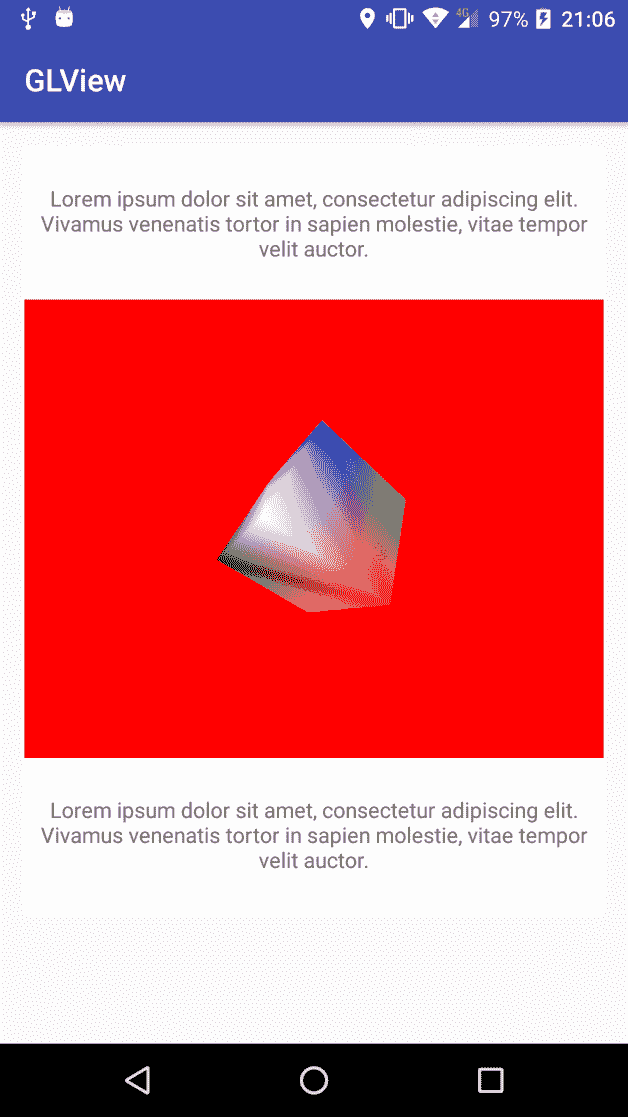 4G 97% 21:06
GLView
Lorem ipsum dolor sit amet, consectetur adipiscing elit.
Vivamus venenatis tortor in sapien molestie, vitae tempor
velit auctor.
Lorem ipsum dolor sit amet, consectetur adipiscing elit.
Vivamus venenatis tortor in sapien molestie, vitae tempor
velit auctor.